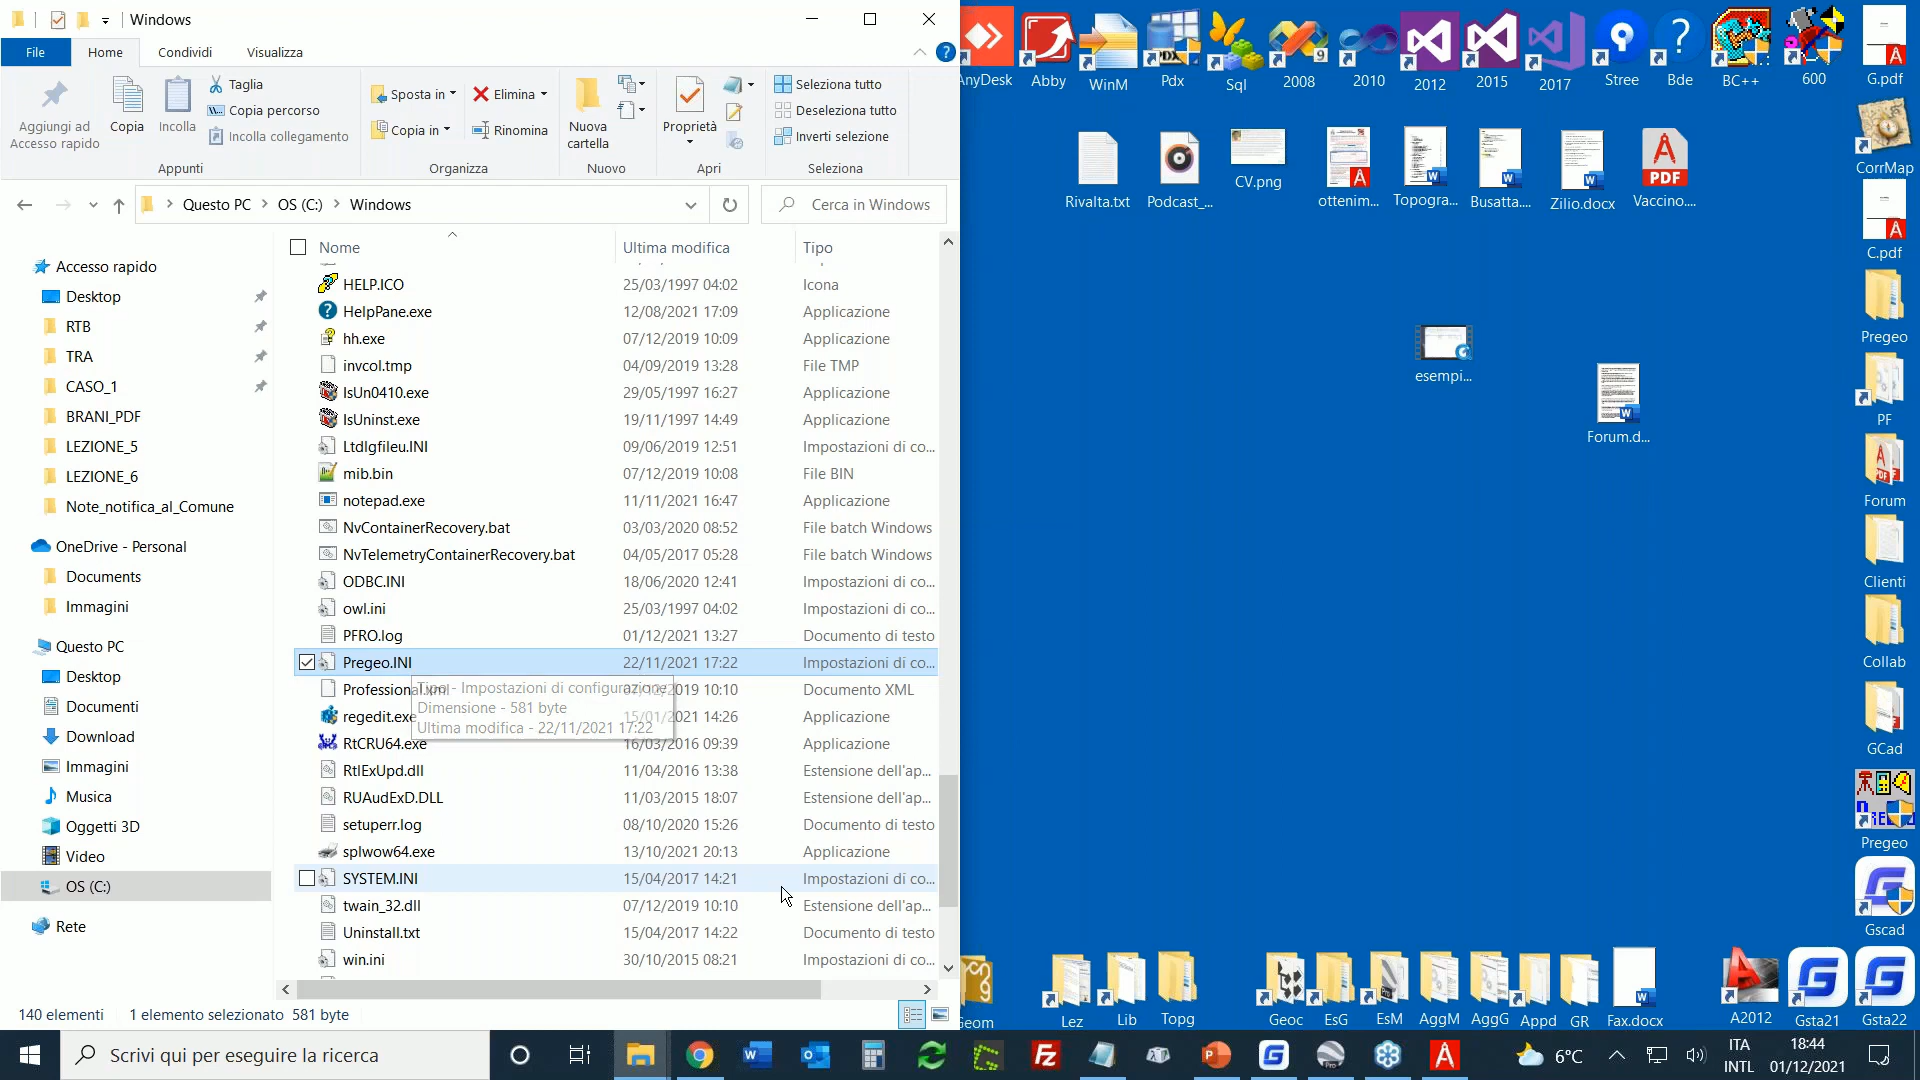 Windows
File
Home
Condividi
Visualizza
Aggiungi ad
Accesso rapido
Copia
Incolla
Taglia
Copia percorso
Incolla collegamento
Appunti
Sposta in
Copia in
Elimina
Rinomina
Organizza
Nuova
cartella
Nuovo
Proprietà
Apri
Seleziona tutto
Deseleziona tutto
Inverti selezione
Seleziona
Questo PC
OS (C:)
Windows
Cerca in Windows
Accesso rapido
Desktop
RTB
TRA
CASO_1
BRANI_PDF
LEZIONE_5
LEZIONE_6
Note_notifica_al_Comune
OneDrive - Personal
Documents
Immagini
Questo PC
Desktop
Documenti
Download
Immagini
Musica
Oggetti 3D
Video
OS (C:)
Rete
Nome Ultima modifica Tipo
HELP.ICO 25/03/1997 04:02 Icona
HelpPane.exe 12/08/2021 17:09 Applicazione
hh.exe 07/12/2019 10:09 Applicazione
invcol.tmp 04/09/2019 13:28 File TMP
IsUn0410.exe 29/05/1997 16:27 Applicazione
IsUninst.exe 19/11/1997 14:49 Applicazione
Ltdlgfileu.INI 09/06/2019 12:51 Impostazioni di co...
mib.bin 07/12/2019 10:08 File BIN
notepad.exe 11/11/2021 16:47 Applicazione
NvContainerRecovery.bat 03/03/2020 08:52 File batch Windows
NvTelemetryContainerRecovery.bat 04/05/2017 05:28 File batch Windows
ODBC.INI 18/06/2020 12:41 Impostazioni di co...
owl.ini 25/03/1997 04:02 Impostazioni di co...
PFRO.log 01/12/2021 13:27 Documento di testo
Pregeo.INI 22/11/2021 17:22 Impostazioni di co...
Professional.xml 07/12/2019 10:10 Documento XML
Tipo - Impostazioni di configurazione
Dimensione - 581 byte
Ultima modifica - 22/11/2021 17:22
regedit.exe 15/01/2021 14:26 Applicazione
RtCRU64.exe 16/03/2016 09:39 Applicazione
RtlExUpd.dll 11/04/2016 13:38 Estensione dell'ap...
RUAudExD.DLL 11/03/2015 18:07 Estensione dell'ap...
setuperr.log 08/10/2020 15:26 Documento di testo
splwow64.exe 13/10/2021 20:13 Applicazione
SYSTEM.INI 15/04/2017 14:21 Impostazioni di co...
twain_32.dll 07/12/2019 10:10 Estensione dell'ap...
Uninstall.txt 15/04/2017 14:22 Documento di testo
win.ini 30/10/2015 08:21 Impostazioni di co...
140 elementi 1 elemento selezionato 581 byte
AnyDesk
Abby
WinM
Pdx
Sql
2008
2010
2012
2015
2017
Stree
Bde
BC++
600
G.pdf
Rivalta.txt
Podcast_...
CV.png
ottenim...
Topogra...
Busatta....
Zilio.docx
PDF
Vaccino....
CorrMap
C.pdf
Pregeo
esempi...
Forum.d...
PF
Forum
Clienti
Collab
GCad
Pregeo
Gscad
Geom
Lez
Lib
Topg
Geoc
EsG
EsM
AggM
AggG
Appd
GR
Fax.docx
A2012
Gsta21
Gsta22
Scrivi qui per eseguire la ricerca
6°C
ITA
INTL
18:44
01/12/2021